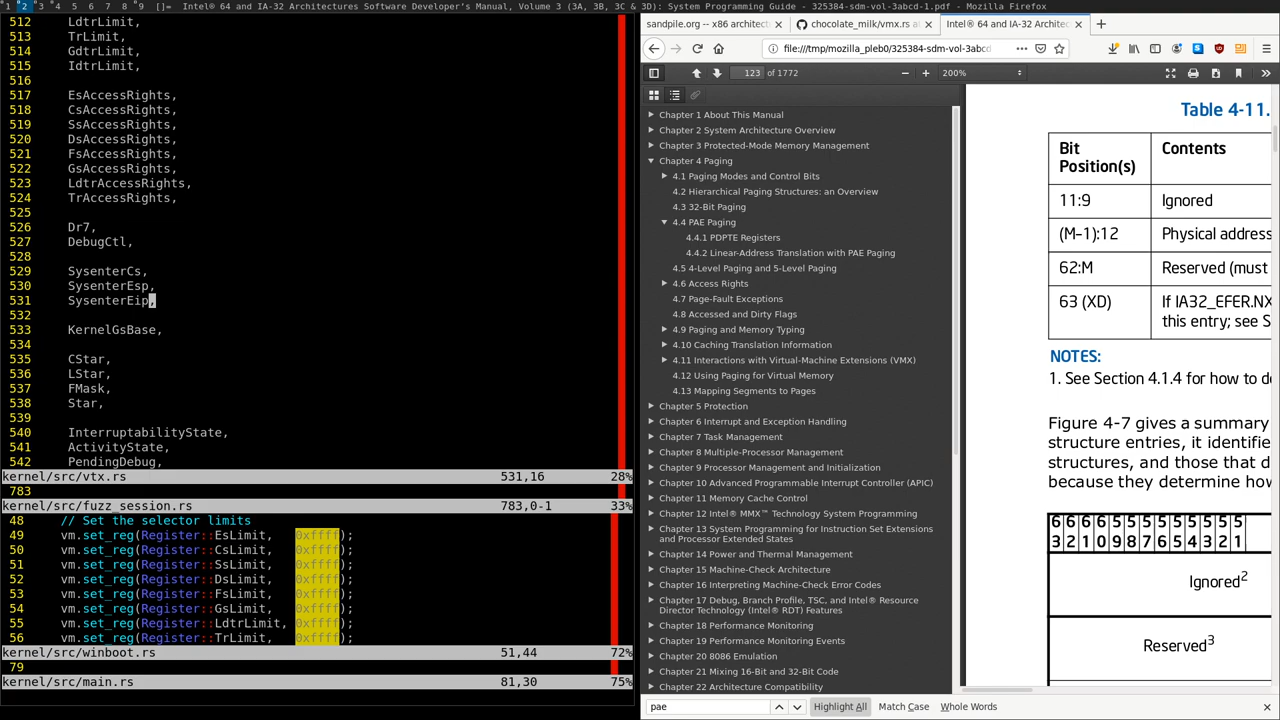 1 2 3 4 5 6 7 8 9 []= Intel® 64 and IA-32 Architectures Software Developer's Manual, Volume 3 (3A, 3B, 3C & 3D): System Programming Guide - 325384-sdm-vol-3abcd-1.pdf - Mozilla Firefox
512 LdtrLimit,
513 TrLimit,
514 GdtrLimit,
515 IdtrLimit,
516
517 EsAccessRights,
518 CsAccessRights,
519 SsAccessRights,
520 DsAccessRights,
521 FsAccessRights,
522 GsAccessRights,
523 LdtrAccessRights,
524 TrAccessRights,
525
526 Dr7,
527 DebugCtl,
528
529 SysenterCs,
530 SysenterEsp,
531 SysenterEip,
532
533 KernelGsBase,
534
535 CStar,
536 LStar,
537 FMask,
538 Star,
539
540 InterruptabilityState,
541 ActivityState,
542 PendingDebug,
kernel/src/vtx.rs 531,16 28%
783
kernel/src/fuzz_session.rs 783,0-1 33%
48 // Set the selector limits
49 vm.set_reg(Register::EsLimit, 0xffff);
50 vm.set_reg(Register::CsLimit, 0xffff);
51 vm.set_reg(Register::SsLimit, 0xffff);
52 vm.set_reg(Register::DsLimit, 0xffff);
53 vm.set_reg(Register::FsLimit, 0xffff);
54 vm.set_reg(Register::GsLimit, 0xffff);
55 vm.set_reg(Register::LdtrLimit, 0xffff);
56 vm.set_reg(Register::TrLimit, 0xffff);
kernel/src/winboot.rs 51,44 72%
79
kernel/src/main.rs 81,30 75%
sandpile.org -- x86 architect
chocolate_milk/vmx.rs at
Intel® 64 and IA-32 Architec
file:///tmp/mozilla_pleb0/325384-sdm-vol-3abcd
123 of 1772
200%
Chapter 1 About This Manual
Chapter 2 System Architecture Overview
Chapter 3 Protected-Mode Memory Management
Chapter 4 Paging
4.1 Paging Modes and Control Bits
4.2 Hierarchical Paging Structures: an Overview
4.3 32-Bit Paging
4.4 PAE Paging
4.4.1 PDPTE Registers
4.4.2 Linear-Address Translation with PAE Paging
4.5 4-Level Paging and 5-Level Paging
4.6 Access Rights
4.7 Page-Fault Exceptions
4.8 Accessed and Dirty Flags
4.9 Paging and Memory Typing
4.10 Caching Translation Information
4.11 Interactions with Virtual-Machine Extensions (VMX)
4.12 Using Paging for Virtual Memory
4.13 Mapping Segments to Pages
Chapter 5 Protection
Chapter 6 Interrupt and Exception Handling
Chapter 7 Task Management
Chapter 8 Multiple-Processor Management
Chapter 9 Processor Management and Initialization
Chapter 10 Advanced Programmable Interrupt Controller (APIC)
Chapter 11 Memory Cache Control
Chapter 12 Intel® MMX™ Technology System Programming
Chapter 13 System Programming for Instruction Set Extensions
and Processor Extended States
Chapter 14 Power and Thermal Management
Chapter 15 Machine-Check Architecture
Chapter 16 Interpreting Machine-Check Error Codes
Chapter 17 Debug, Branch Profile, TSC, and Intel® Resource
Director Technology (Intel® RDT) Features
Chapter 18 Performance Monitoring
Chapter 19 Performance Monitoring Events
Chapter 20 8086 Emulation
Chapter 21 Mixing 16-Bit and 32-Bit Code
Chapter 22 Architecture Compatibility
Table 4-11.
Bit
Position(s)
Contents
11:9 Ignored
(M–1):12 Physical address
62:M Reserved (must
63 (XD) If IA32_EFER.NX
this entry; see S
NOTES:
1. See Section 4.1.4 for how to de
Figure 4-7 gives a summary
structure entries, it identifie
structures, and those that d
because they determine how
6 6 6 6 5 5 5 5 5 5 5 5 5
3 2 1 0 9 8 7 6 5 4 3 2 1
Ignored2
Reserved3
pae
Highlight All
Match Case
Whole Words